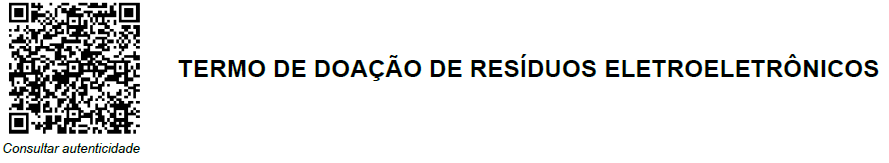 TERMO DE DOAÇÃO DE RESÍDUOS ELETROELETRÔNICOS
Consultar autenticidade